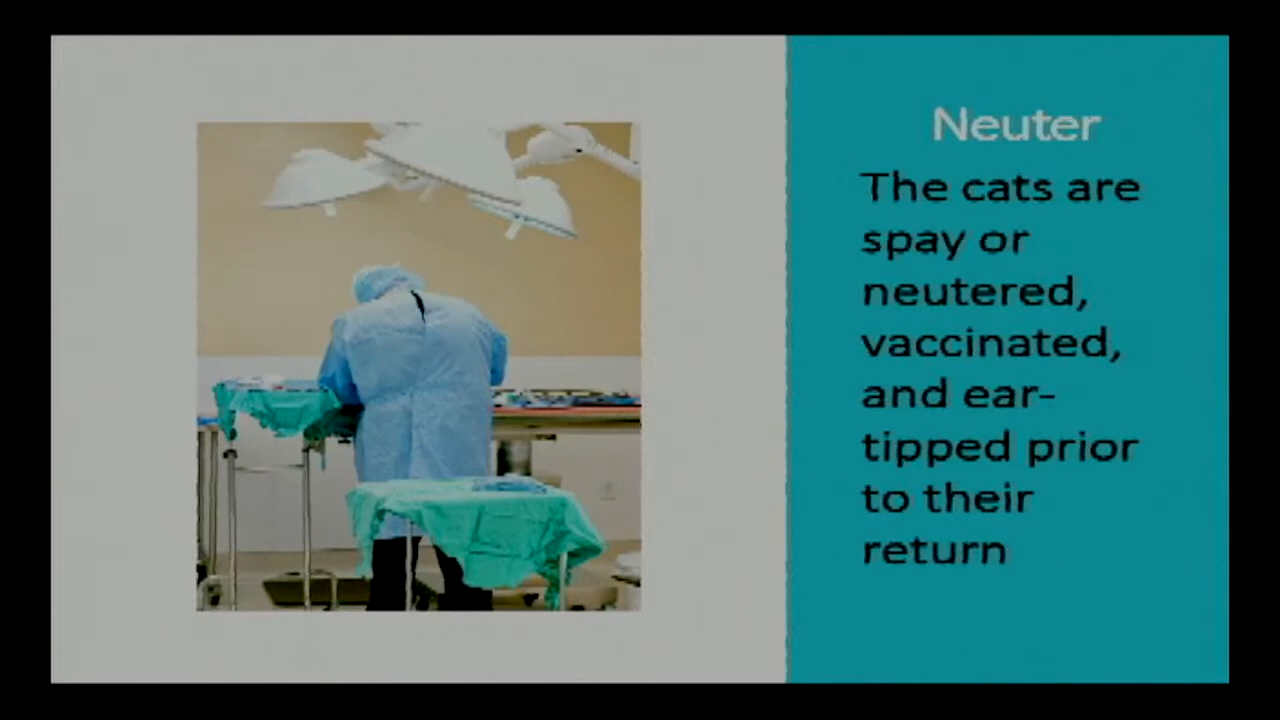 Neuter
The cats are
spay or
neutered,
vaccinated,
and ear-
tipped prior
to their
return